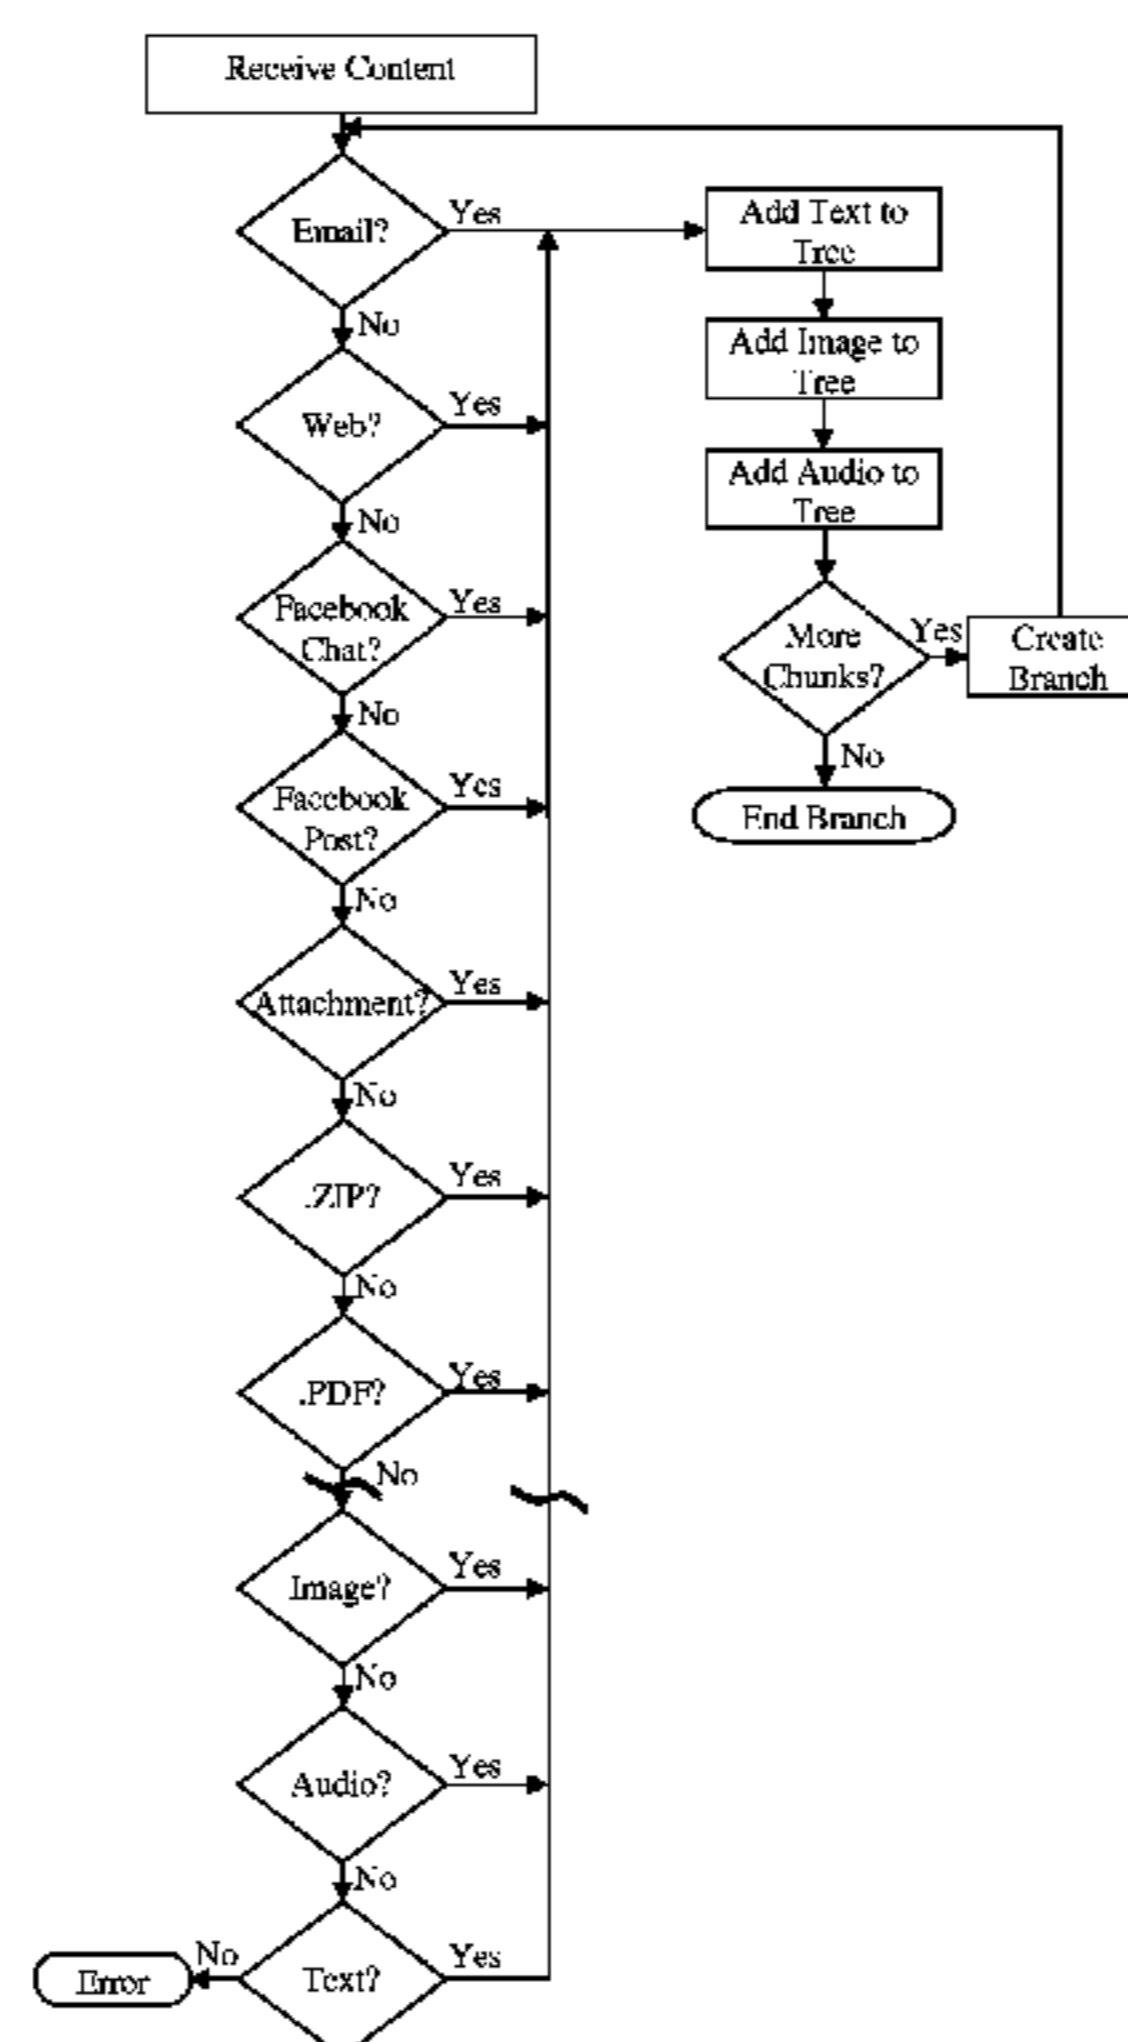 Receive Content
Email?
Yes
Add Text to
Tree
No
Add Image to
Tree
Web?
Yes
Add Audio to
Tree
No
Facebook
Chat?
Yes
More
Chunks?
Yes
Create
Branch
No
No
End Branch
Facebook
Post?
Yes
No
Attachment?
Yes
No
.ZIP?
Yes
No
.PDF?
Yes
No
Image?
Yes
No
Audio?
Yes
No
Text?
Yes
No
Error